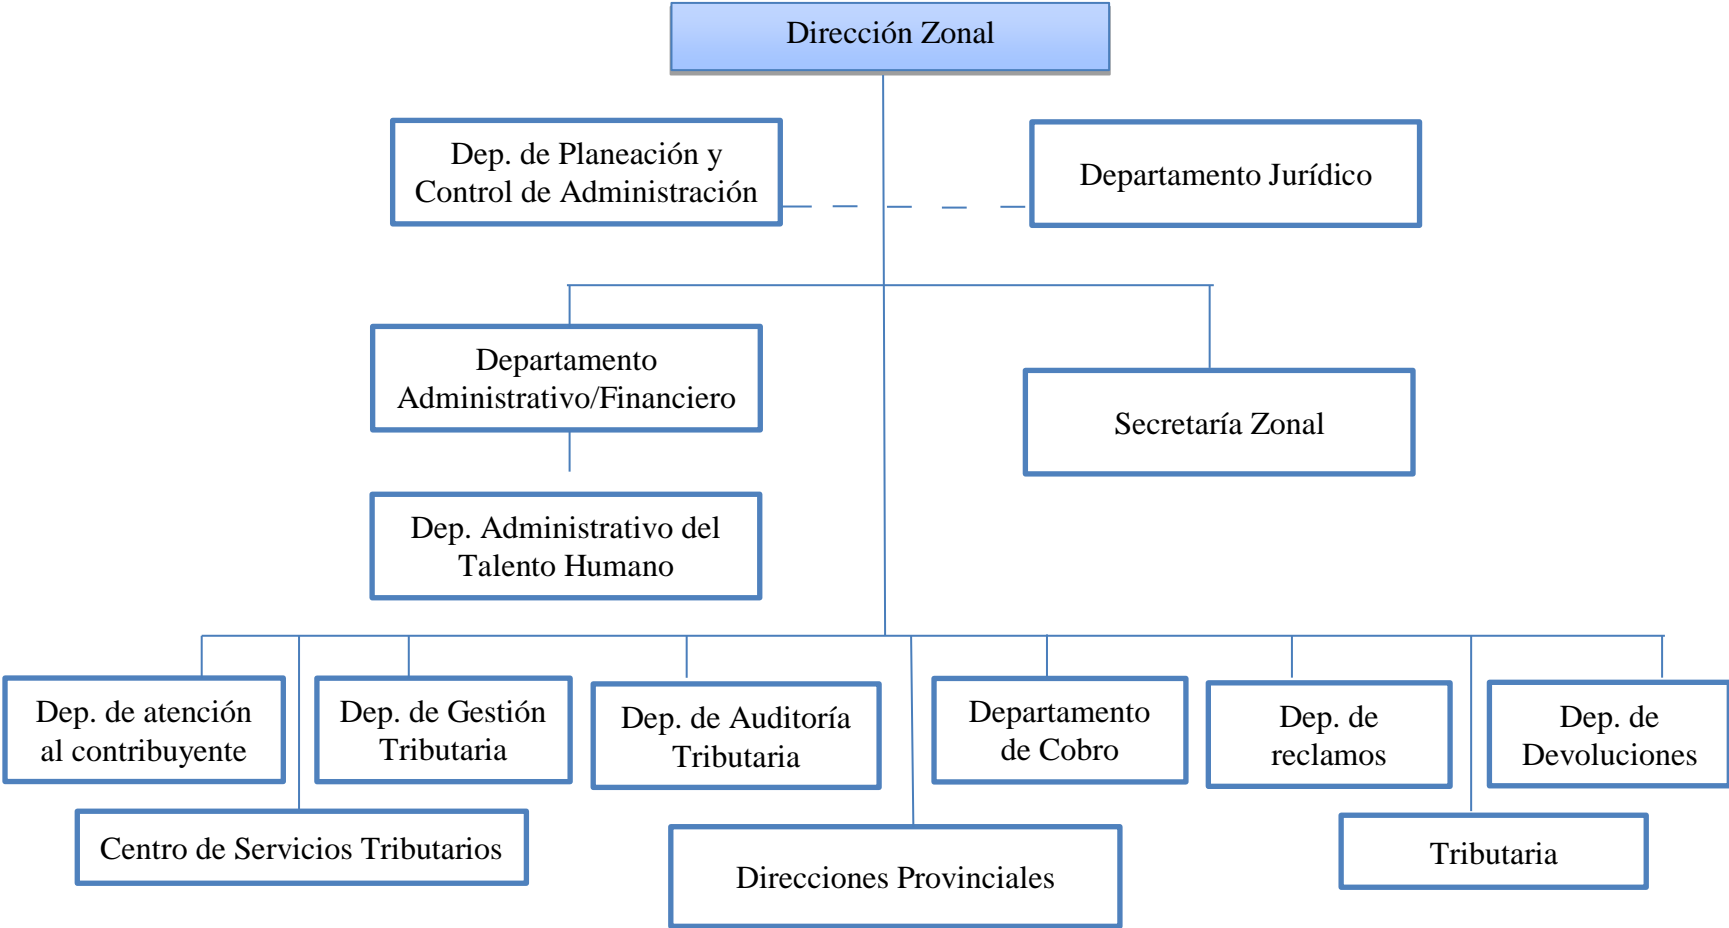 Dirección Zonal
Dep. de Planeación y
Control de Administración
Departamento Jurídico
Departamento
Administrativo/Financiero
Secretaría Zonal
Dep. Administrativo del
Talento Humano
Dep. de atención
al contribuyente
Dep. de Gestión
Tributaria
Dep. de Auditoría
Tributaria
Departamento
de Cobro
Dep. de
reclamos
Dep. de
Devoluciones
Centro de Servicios Tributarios
Direcciones Provinciales
Tributaria